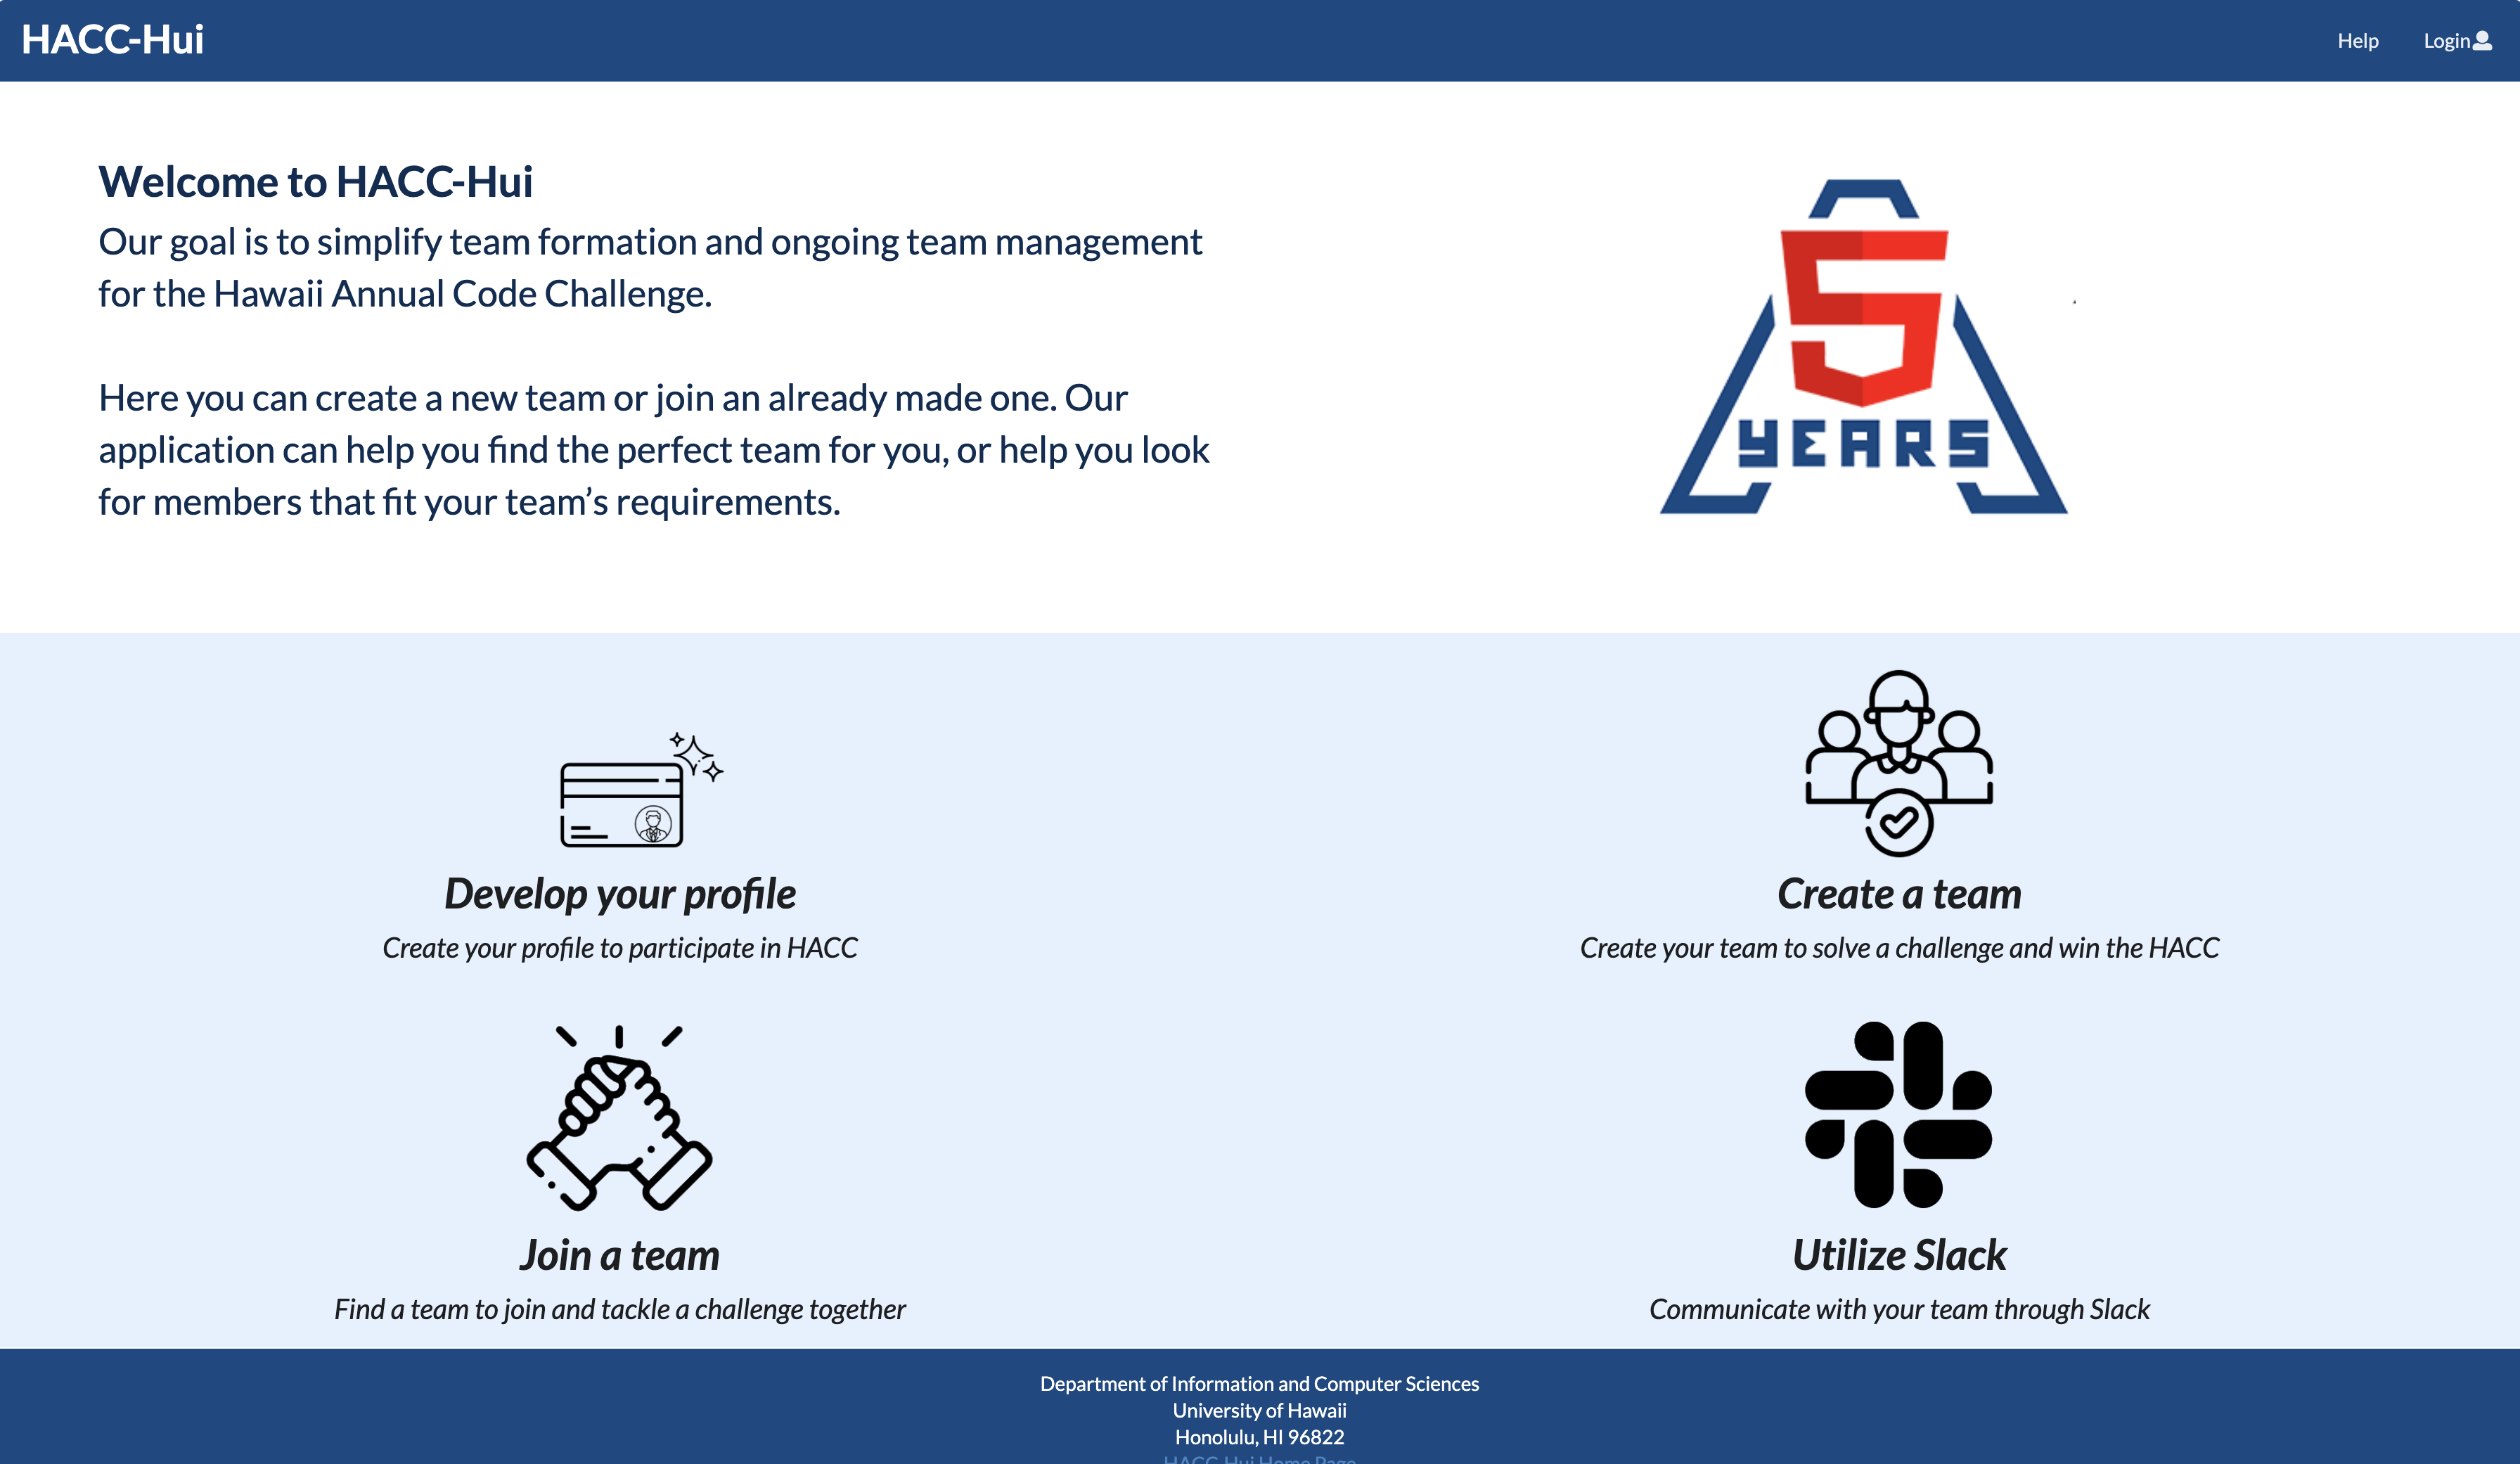 HACC-Hui
Help
Login
Welcome to HACC-Hui
Our goal is to simplify team formation and ongoing team management
for the Hawaii Annual Code Challenge.
Here you can create a new team or join an already made one. Our
application can help you find the perfect team for you, or help you look
for members that fit your team’s requirements.
5
YEARS
Develop your profile
Create your profile to participate in HACC
Create a team
Create your team to solve a challenge and win the HACC
Join a team
Find a team to join and tackle a challenge together
Utilize Slack
Communicate with your team through Slack
Department of Information and Computer Sciences
University of Hawaii
Honolulu, HI 96822
HACC-Hui Home Page